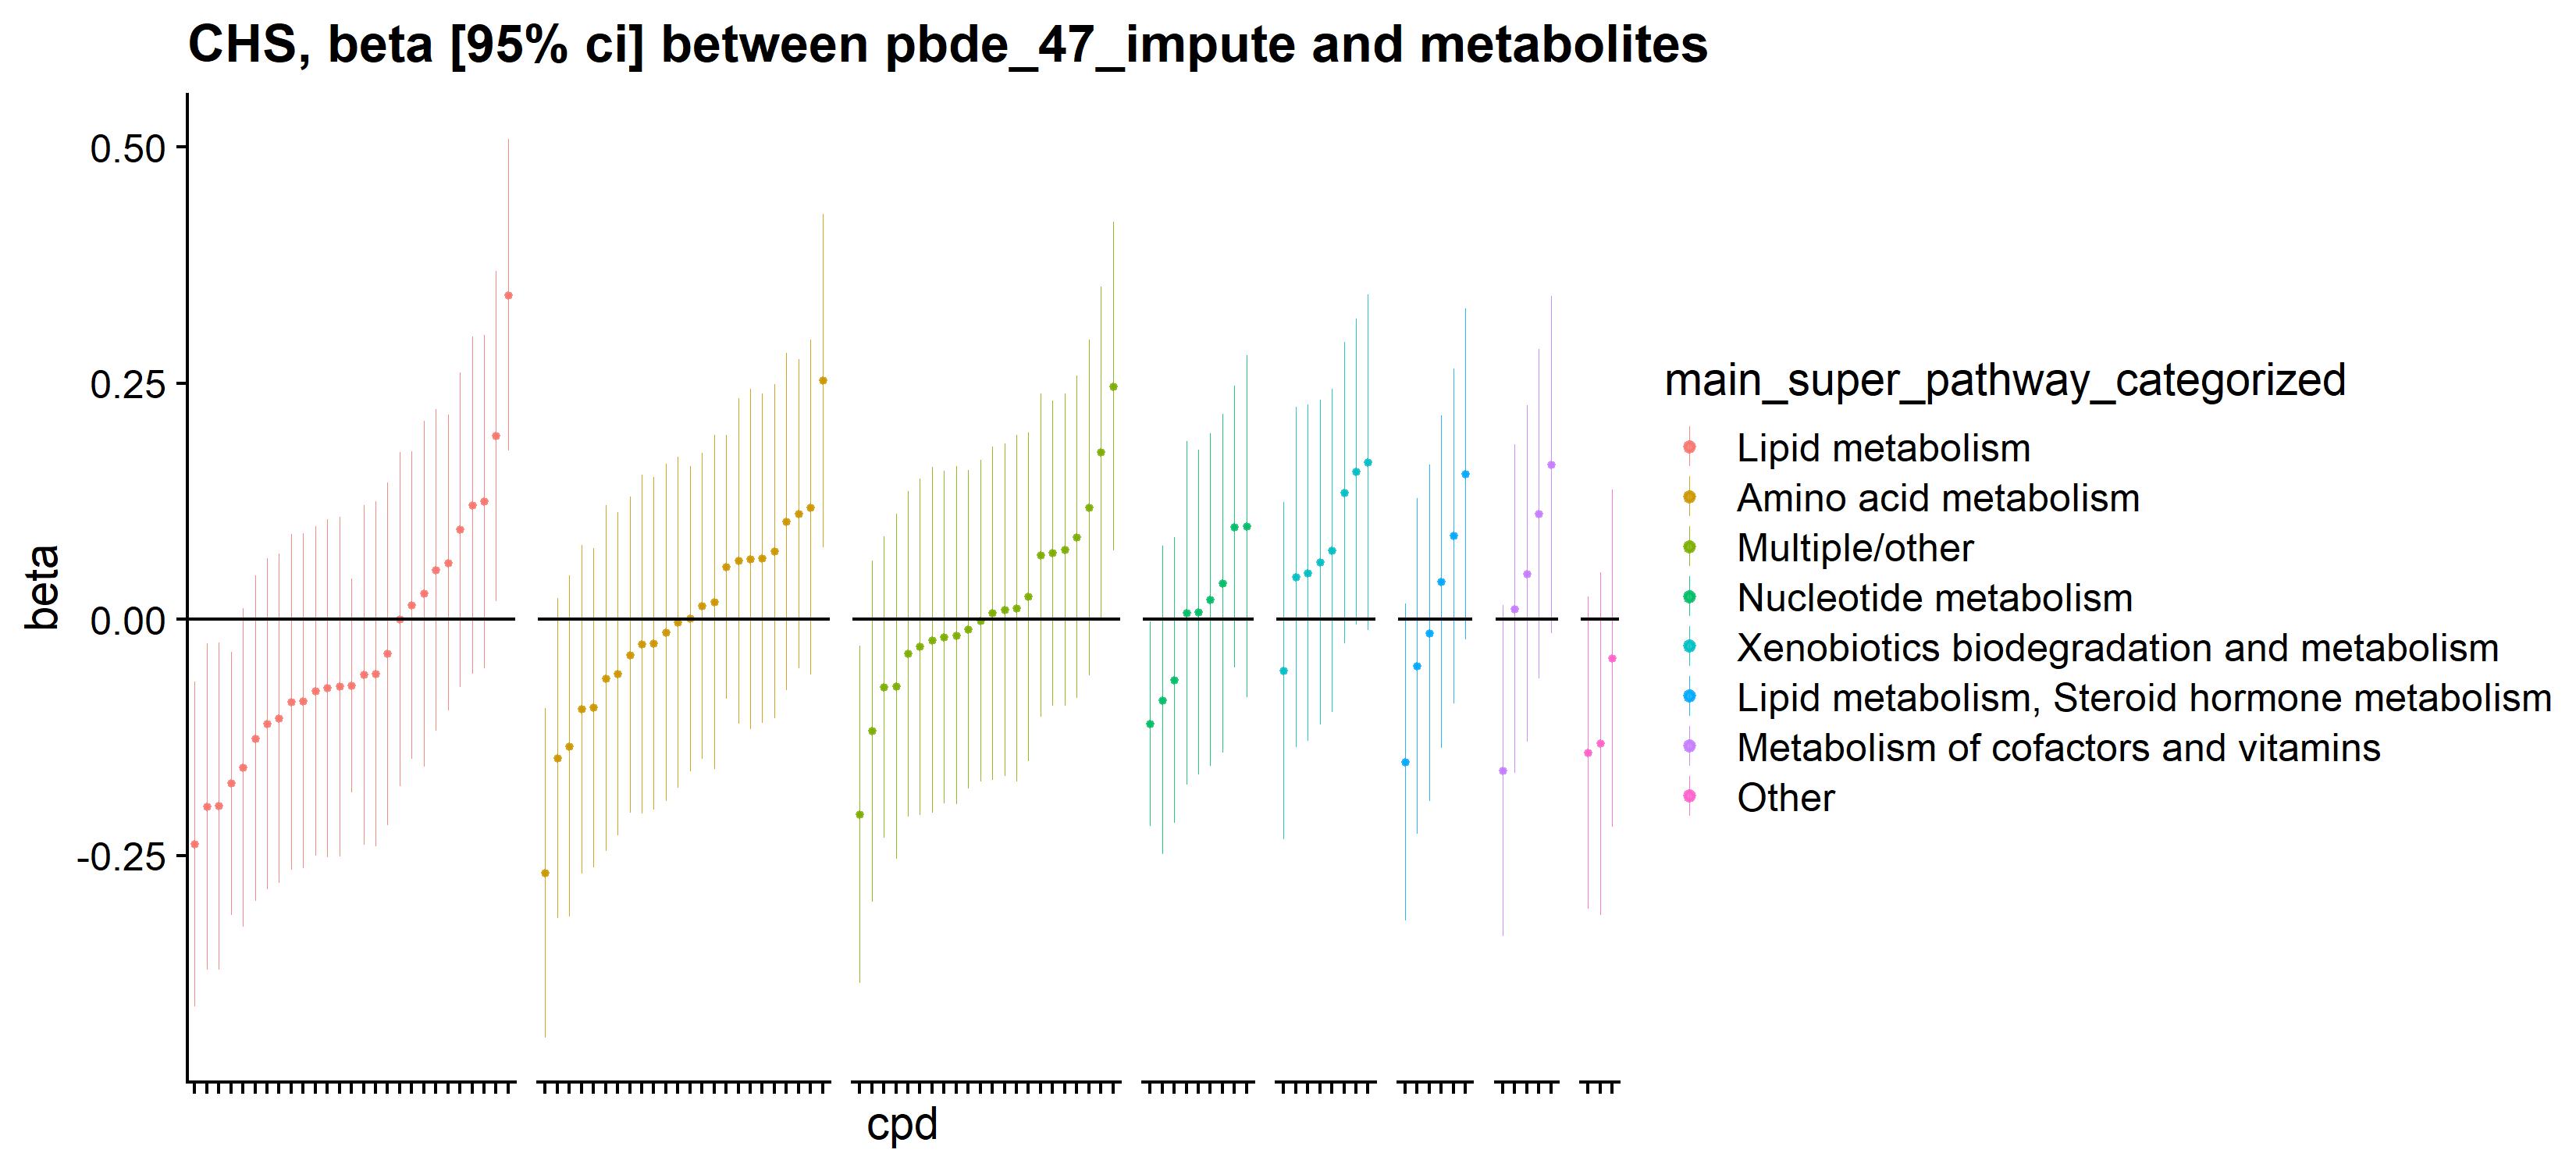 CHS, beta [95% ci] between pbde_47_impute and metabolites
0.50
0.25
0.00
-0.25
beta
cpd
main_super_pathway_categorized
Lipid metabolism
Amino acid metabolism
Multiple/other
Nucleotide metabolism
Xenobiotics biodegradation and metabolism
Lipid metabolism, Steroid hormone metabolism
Metabolism of cofactors and vitamins
Other